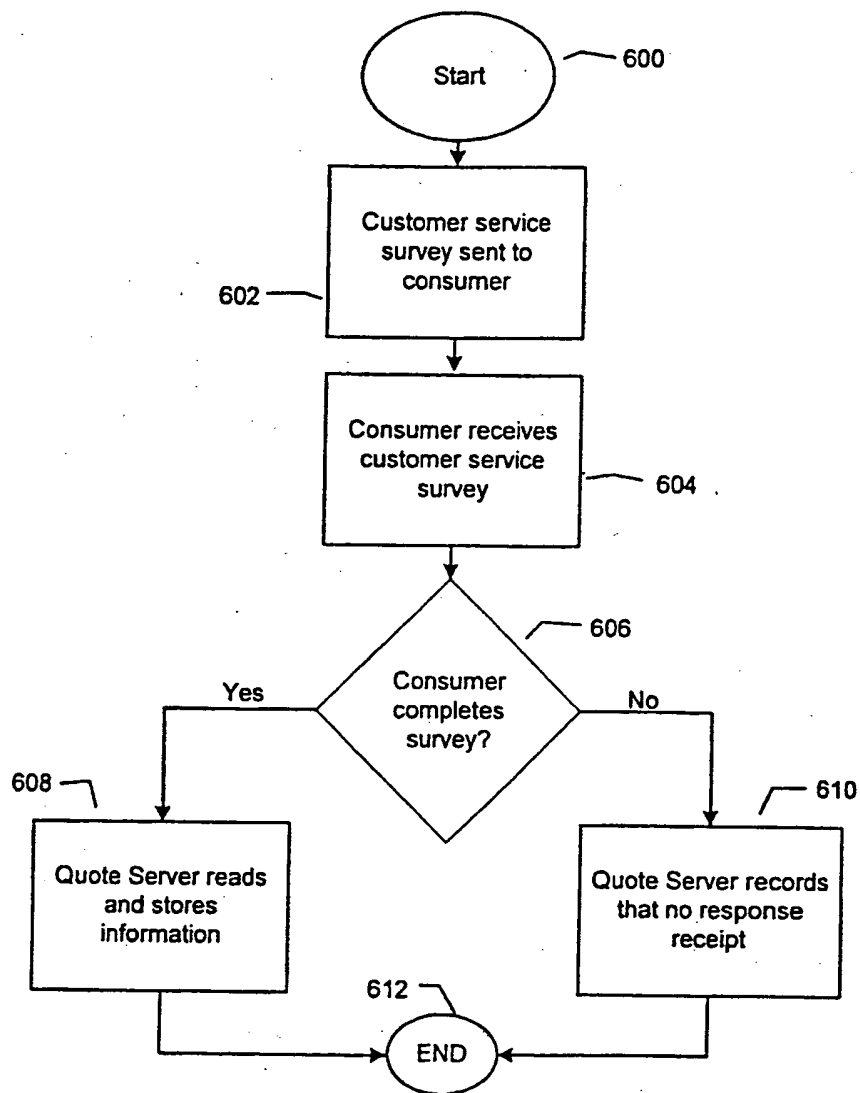 Start
600
Customer service
survey sent to
consumer
602
Consumer receives
customer service
survey
604
606
Consumer
completes
survey?
Yes
No
608
610
Quote Server reads
and stores
information
Quote Server records
that no response
receipt
612
END